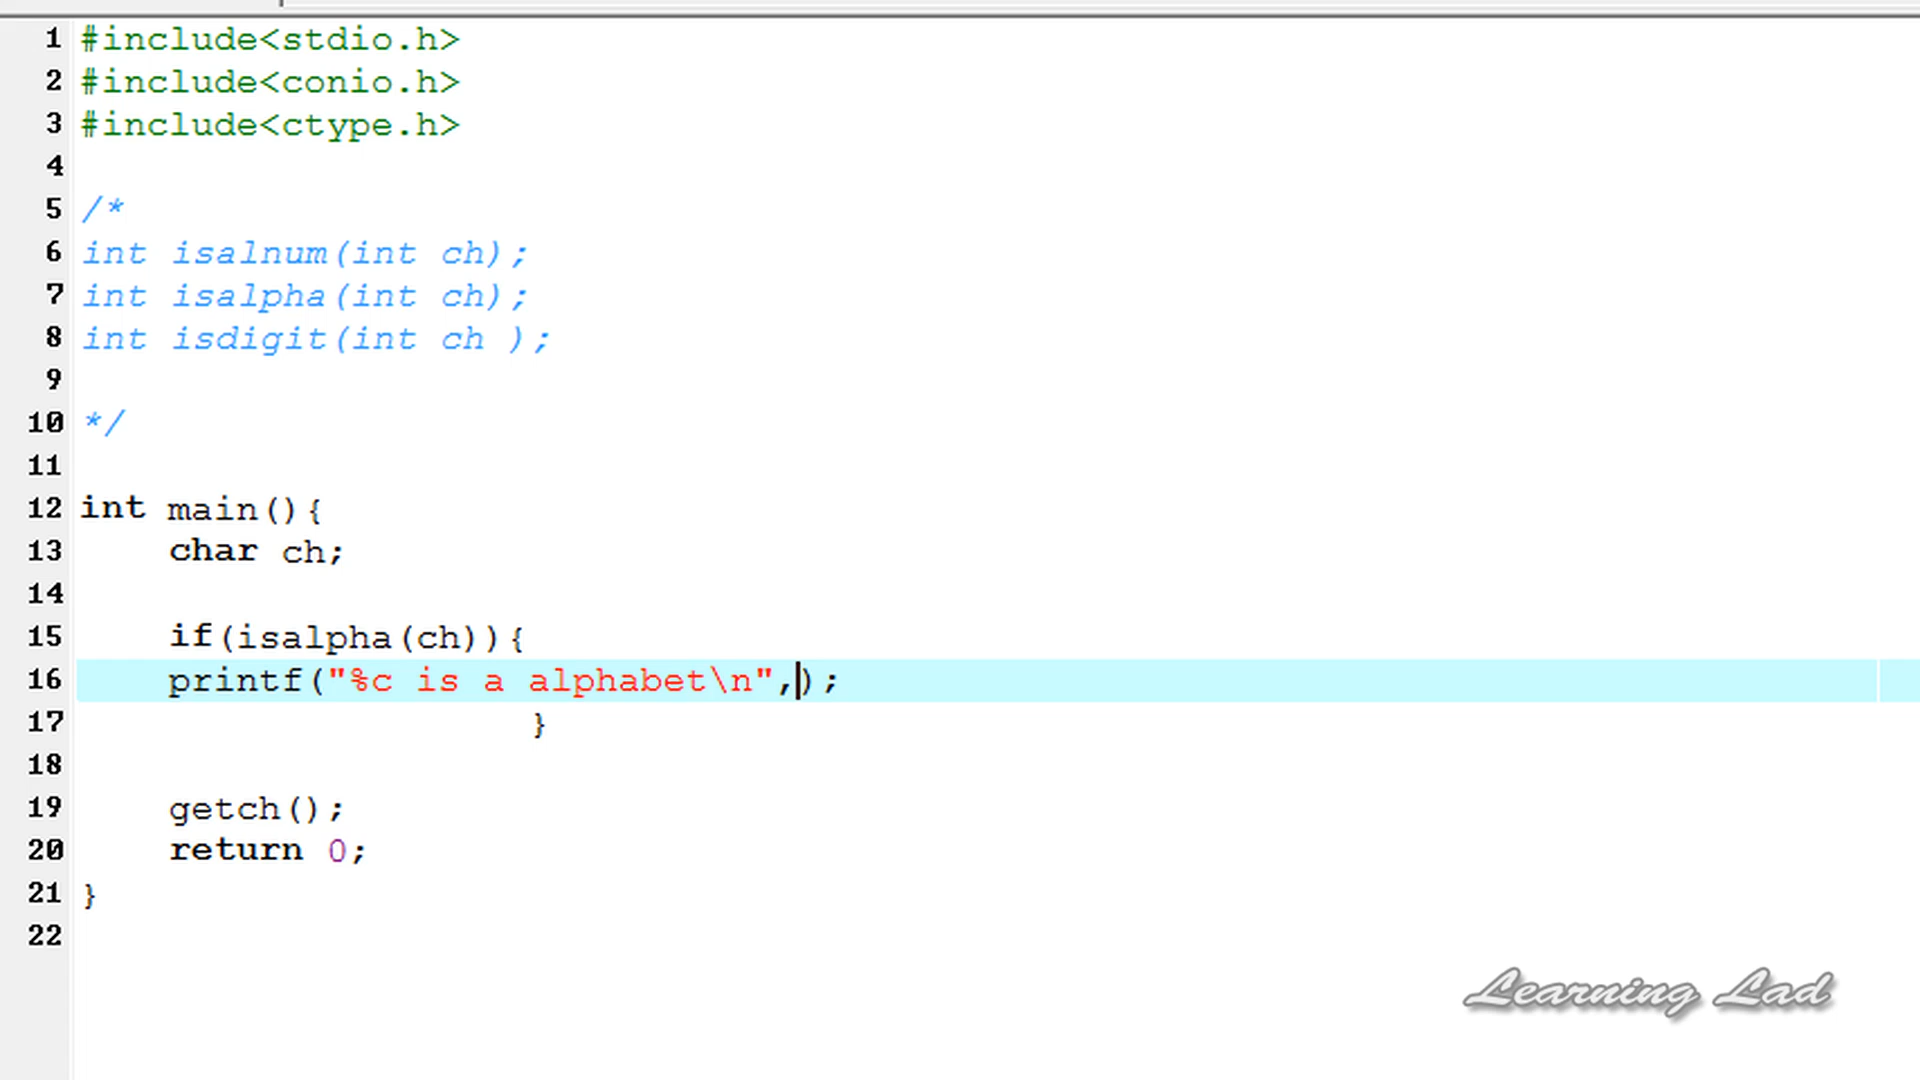 1 #include<stdio.h>
2 #include<conio.h>
3 #include<ctype.h>
4
5 /*
6 int isalnum(int ch);
7 int isalpha(int ch);
8 int isdigit(int ch );
9
10 */
11
12 int main(){
13     char ch;
14
15     if(isalpha(ch)){
16     printf("%c is a alphabet\n",);
17                     }
18
19     getch();
20     return 0;
21 }
22
Learning Lad